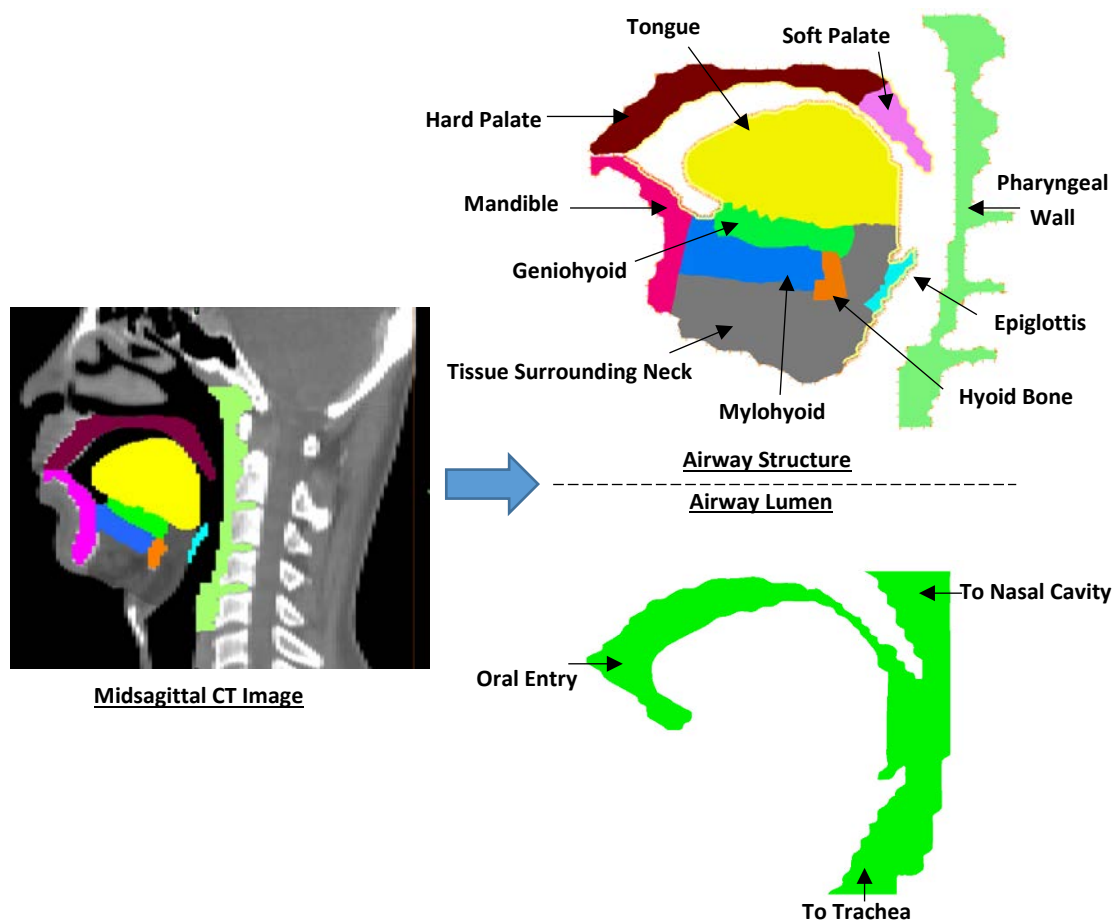 Tongue
Soft Palate
Hard Palate
Mandible
Pharyngeal
Wall
Geniohyoid
Epiglottis
Tissue Surrounding Neck
Hyoid Bone
Mylohyoid
Airway Structure
Airway Lumen
To Nasal Cavity
Oral Entry
Midsagittal CT Image
To Trachea